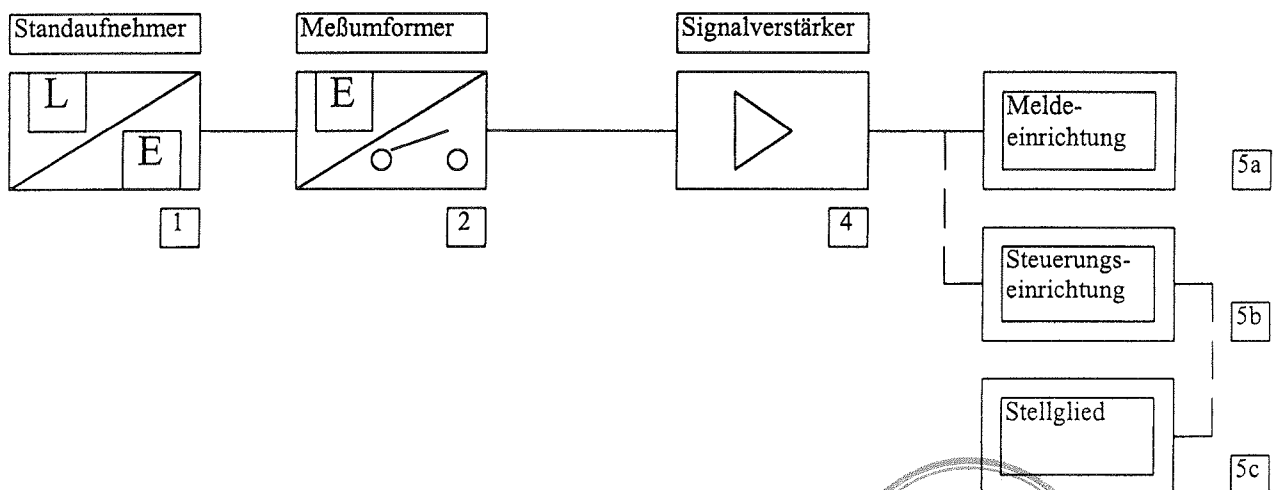 Standaufnehmer
Meßumformer
Signalverstärker
L
E
E
Melde-
einrichtung
5a
1
2
4
Steuerungs-
einrichtung
5b
Stellglied
5c